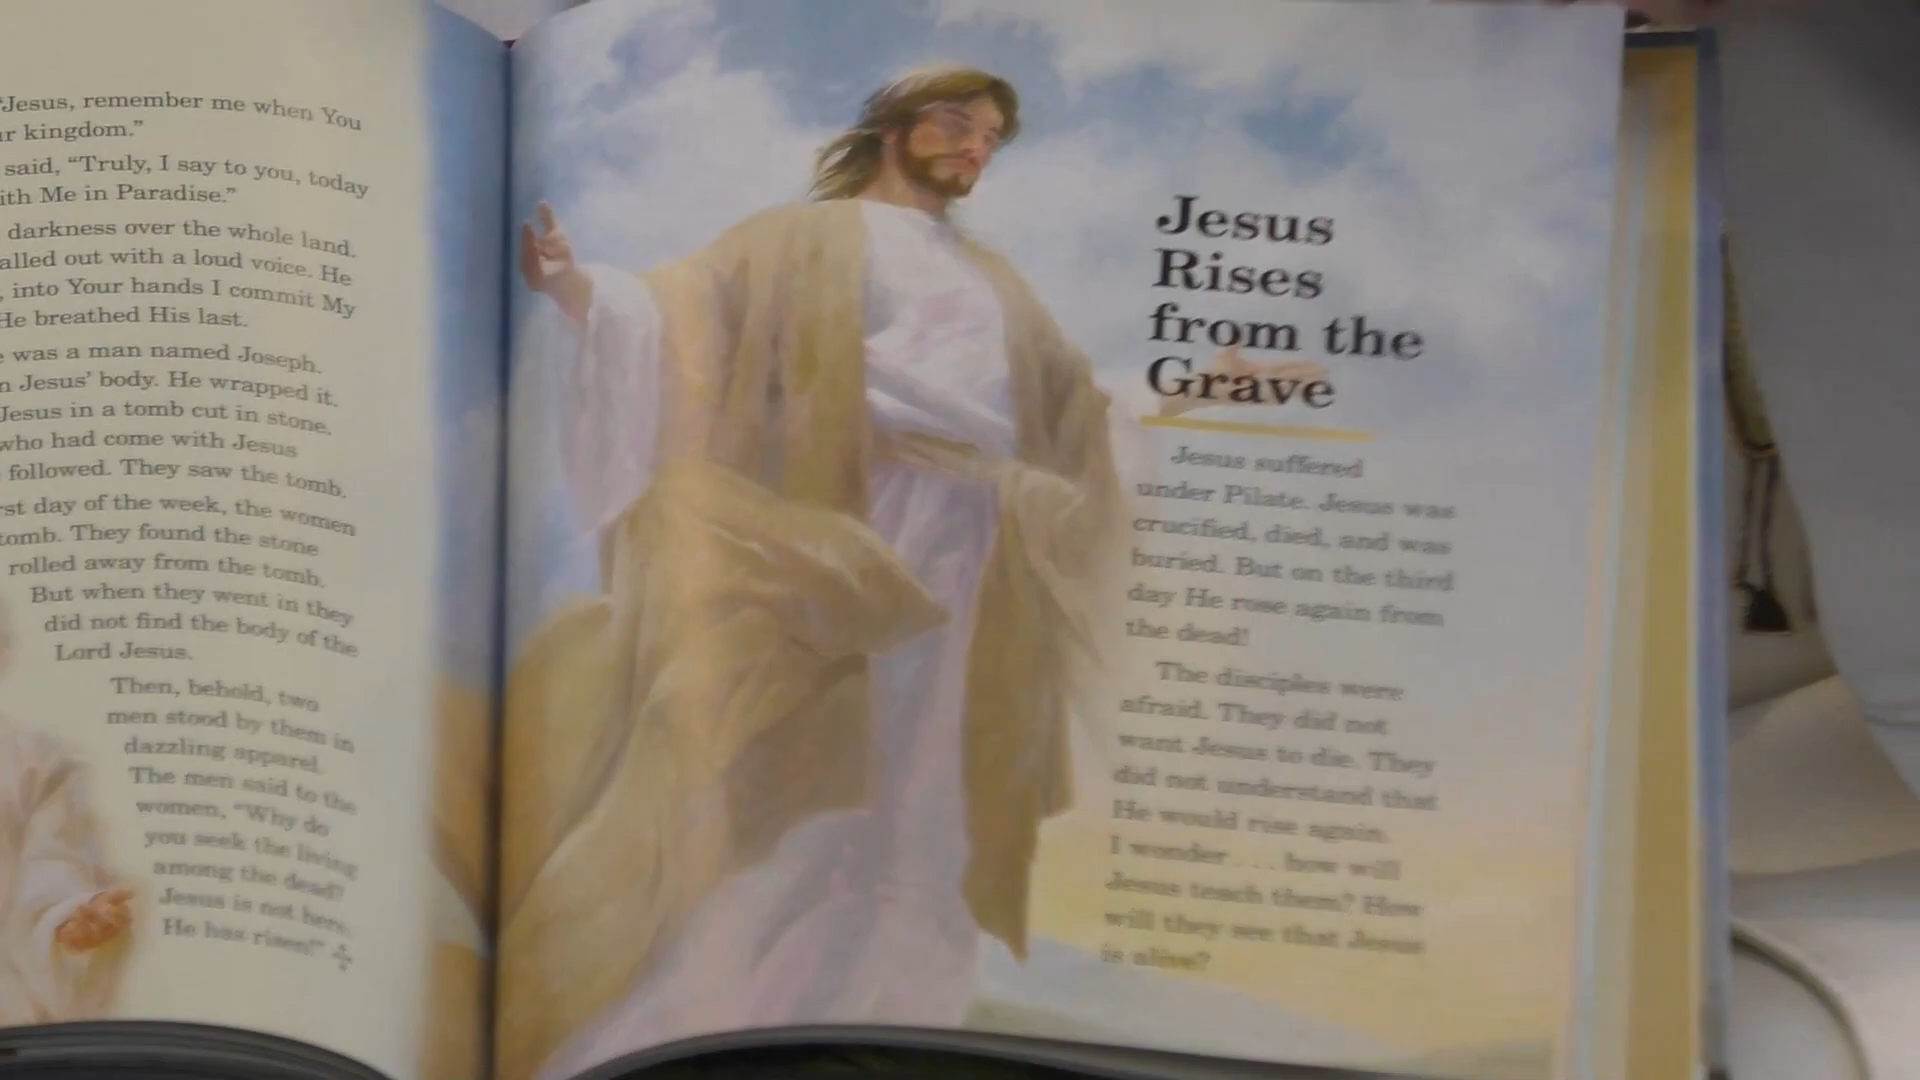 "Jesus, remember me when You
r kingdom."
said, "Truly, I say to you, today
ith Me in Paradise."
darkness over the whole land.
alled out with a loud voice. He
, into Your hands I commit My
He breathed His last.
was a man named Joseph.
n Jesus' body. He wrapped it.
Jesus in a tomb cut in stone.
who had come with Jesus
followed. They saw the tomb.
rst day of the week, the women
tomb. They found the stone
rolled away from the tomb.
But when they went in they
did not find the body of the
Lord Jesus.
Then, behold, two
men stood by them in
dazzling apparel.
The men said to the
women, "Why do
you seek the living
among the dead?
Jesus is not here.
He has risen!"
Jesus
Rises
from the
Grave
Jesus suffered
under Pilate. Jesus was
crucified, died, and was
buried. But on the third
day He rose again from
the dead!
The disciples were
afraid. They did not
want Jesus to die. They
did not understand that
He would rise again.
I wonder . . . how will
Jesus teach them? How
will they see that Jesus
is alive?